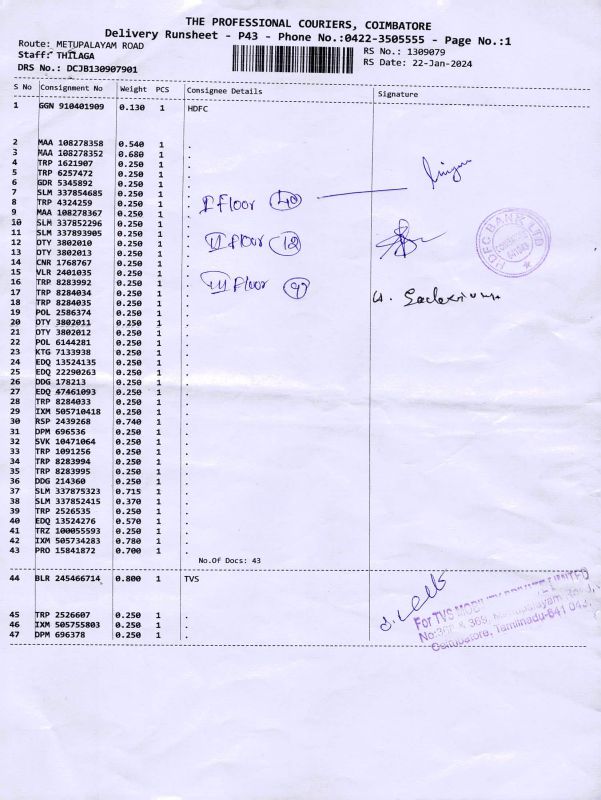 THE PROFESSIONAL COURIERS, COIMBATORE
Delivery Runsheet - P43 - Phone No.:0422-3505555 - Page No.:1
Route: METUPALAYAM ROAD
RS No.: 1309079
Staff: THILAGA
RS Date: 22-Jan-2024
DRS No.: DCJB130907901
S No Consignment No Weight PCS Consignee Details Signature
1 GGN 910401909 0.130 1 HDFC
2 MAA 108278358 0.540 1 .
3 MAA 108278352 0.680 1 .
4 TRP 1621907 0.250 1 .
5 TRP 6257472 0.250 1 .
6 GDR 5345892 0.250 1 .
7 SLM 337854685 0.250 1 .
8 TRP 4324259 0.250 1 . I Floor 40
9 MAA 108278367 0.250 1 .
10 SLM 337852296 0.250 1 .
11 SLM 337893905 0.250 1 .
12 OTY 3802010 0.250 1 . II Floor 12
13 OTY 3802013 0.250 1 .
14 CNR 1768767 0.250 1 .
15 VLR 2401035 0.250 1 .
16 TRP 8283992 0.250 1 . III Floor 9
17 TRP 8284034 0.250 1 .
18 TRP 8284035 0.250 1 .
19 POL 2586374 0.250 1 .
20 OTY 3802011 0.250 1 .
21 OTY 3802012 0.250 1 .
22 POL 6144281 0.250 1 .
23 KTG 7133938 0.250 1 .
24 EDQ 13524135 0.250 1 .
25 EDQ 22290263 0.250 1 .
26 DDG 178213 0.250 1 .
27 EDQ 47461093 0.250 1 .
28 TRP 8284033 0.250 1 .
29 IXM 505710418 0.250 1 .
30 RSP 2439268 0.740 1 .
31 DPM 696536 0.250 1 .
32 SVK 10471064 0.250 1 .
33 TRP 1091256 0.250 1 .
34 TRP 8283994 0.250 1 .
35 TRP 8283995 0.250 1 .
36 DDG 214360 0.250 1 .
37 SLM 337875323 0.715 1 .
38 SLM 337852415 0.370 1 .
39 TRP 2526535 0.250 1 .
40 EDQ 13524276 0.570 1 .
41 TRZ 100055593 0.250 1 .
42 IXM 505734283 0.780 1 .
43 PRO 15841872 0.700 1 .
No.Of Docs: 43
44 BLR 245466714 0.800 1 TVS
45 TRP 2526607 0.250 1 .
46 IXM 505755803 0.250 1 .
47 DPM 696378 0.250 1 .
HDFC BANK LTD
For TVS MOBILITY PRIVATE LIMITED
Mettupalayam Road,
Coimbatore, Tamilnadu-641 043.